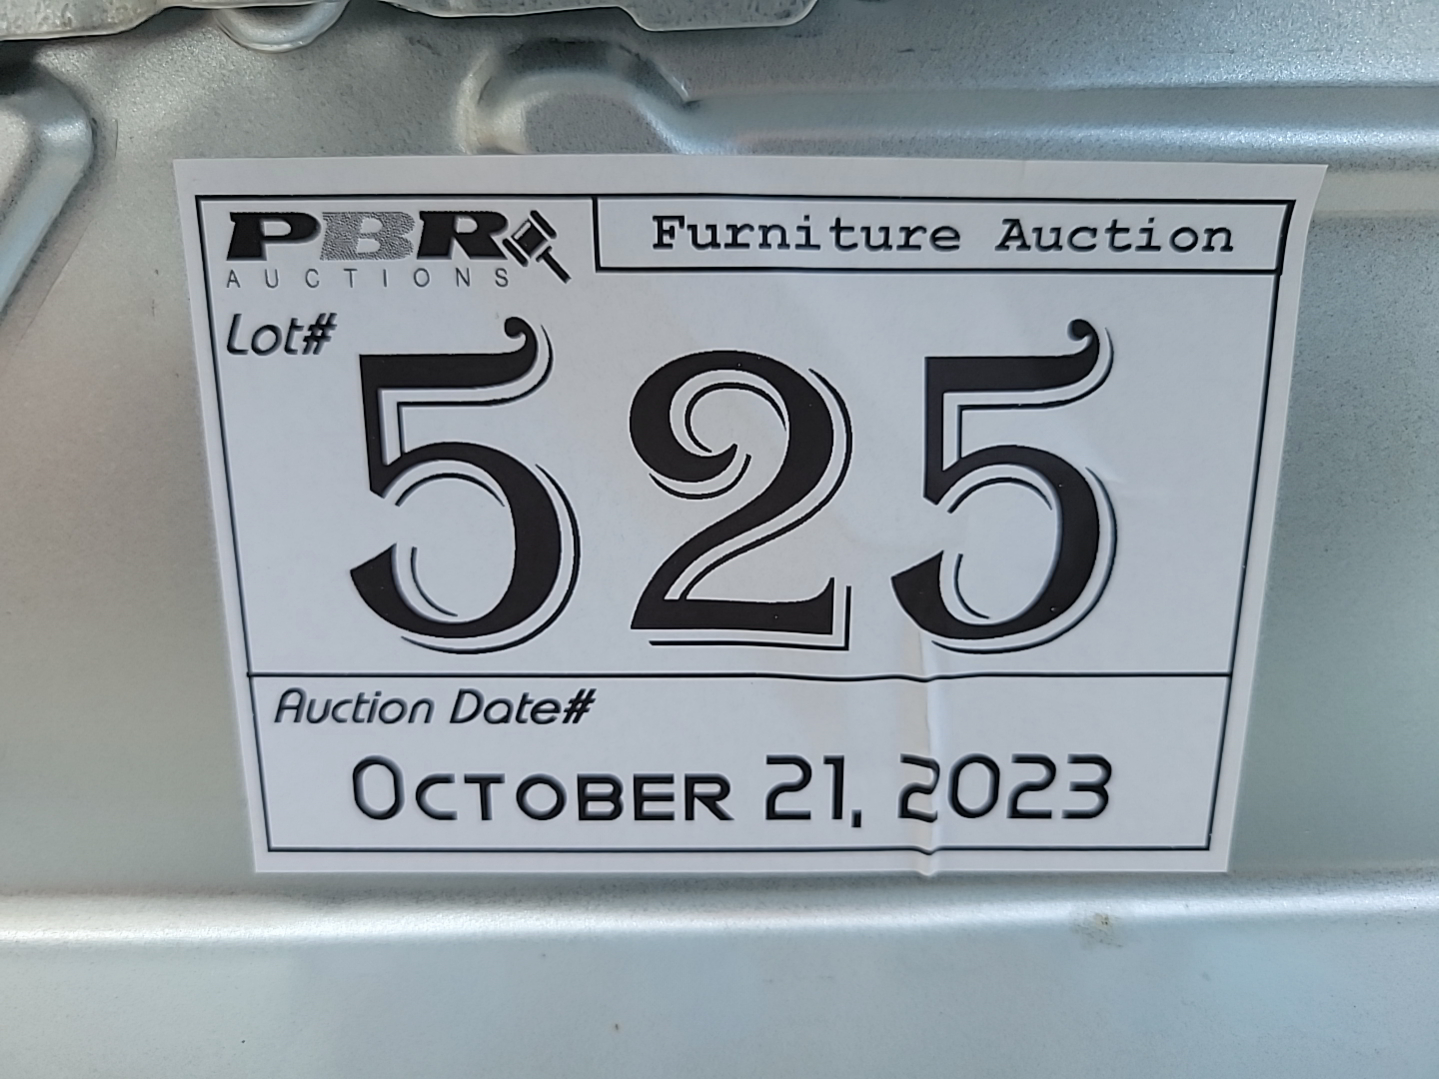 PBR
AUCTIONS
Furniture Auction
Lot#
525
Auction Date#
OCTOBER 21, 2023